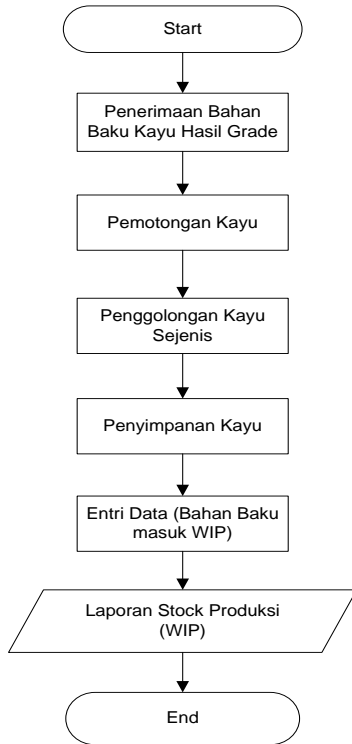 Start
Penerimaan Bahan
Baku Kayu Hasil Grade
Pemotongan Kayu
Penggolongan Kayu
Sejenis
Penyimpanan Kayu
Entri Data (Bahan Baku
masuk WIP)
Laporan Stock Produksi
(WIP)
End